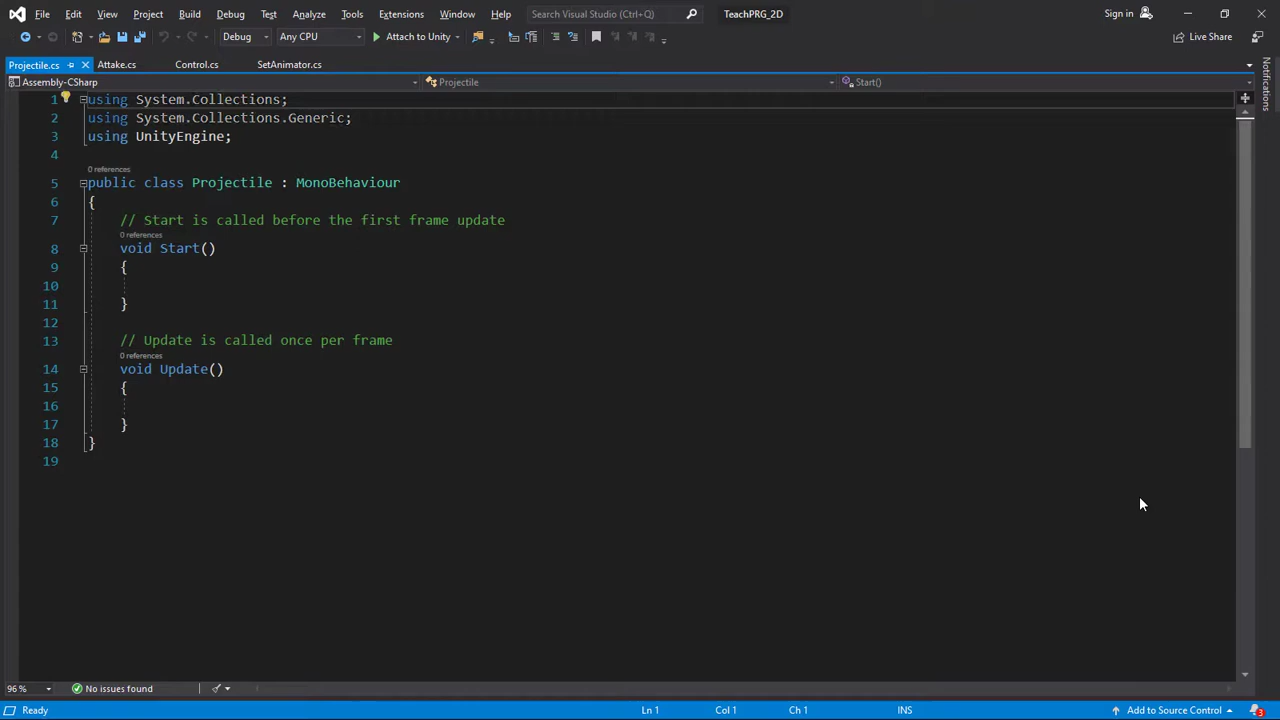 File Edit View Project Build Debug Test Analyze Tools Extensions Window Help Search Visual Studio (Ctrl+Q) TeachPRG_2D Sign in
Debug Any CPU Attach to Unity Live Share
Projectile.cs Attake.cs Control.cs SetAnimator.cs
Assembly-CSharp Projectile Start()
Notifications
1 using System.Collections;
2 using System.Collections.Generic;
3 using UnityEngine;
4
0 references
5 public class Projectile : MonoBehaviour
6 {
7 // Start is called before the first frame update
0 references
8 void Start()
9 {
10
11 }
12
13 // Update is called once per frame
0 references
14 void Update()
15 {
16
17 }
18 }
19
96 % No issues found
Ready Ln 1 Col 1 Ch 1 INS Add to Source Control 3